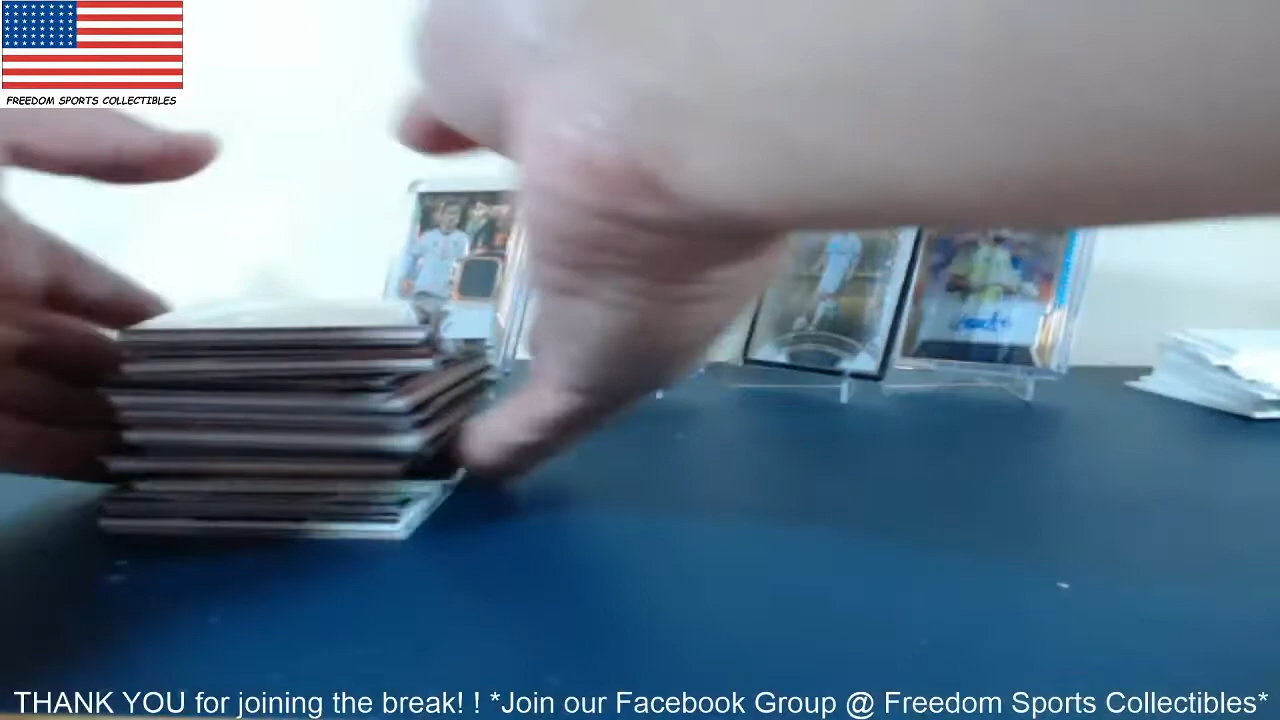 FREEDOM SPORTS COLLECTIBLES
THANK YOU for joining the break! ! *Join our Facebook Group @ Freedom Sports Collectibles*